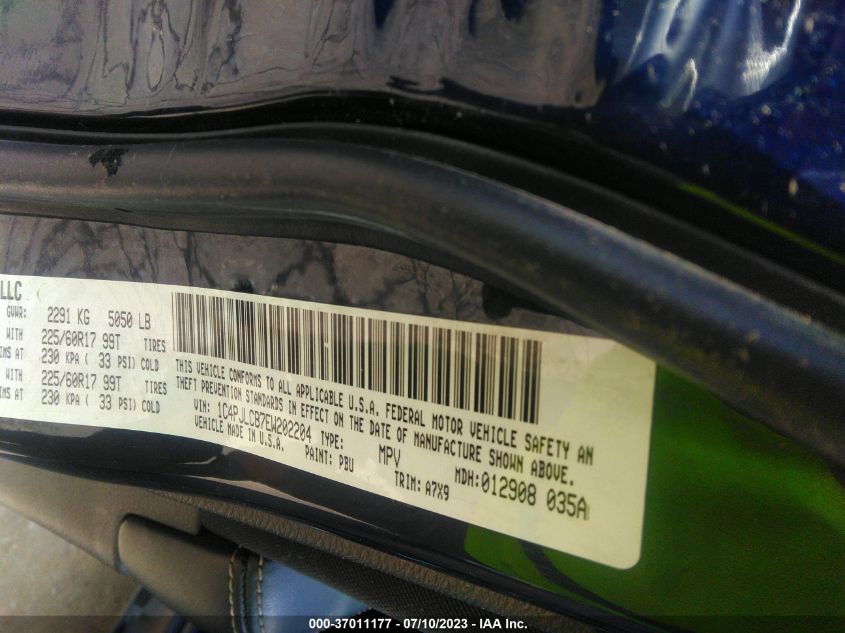 LLC
GVWR: 2291 KG 5050 LB
WITH 225/60R17 99T TIRES
IMS AT 230 KPA ( 33 PSI) COLD
WITH 225/60R17 99T TIRES
IMS AT 230 KPA ( 33 PSI) COLD
THIS VEHICLE CONFORMS TO ALL APPLICABLE U.S.A. FEDERAL MOTOR VEHICLE SAFETY AN
THEFT PREVENTION STANDARDS IN EFFECT ON THE DATE OF MANUFACTURE SHOWN ABOVE.
VIN: 1C4PJLCB7EW202204 TYPE: MPV MDH:012908 035A
VEHICLE MADE IN U.S.A. PAINT: PBU TRIM: A7X9
000-37011177 - 07/10/2023 - IAA Inc.